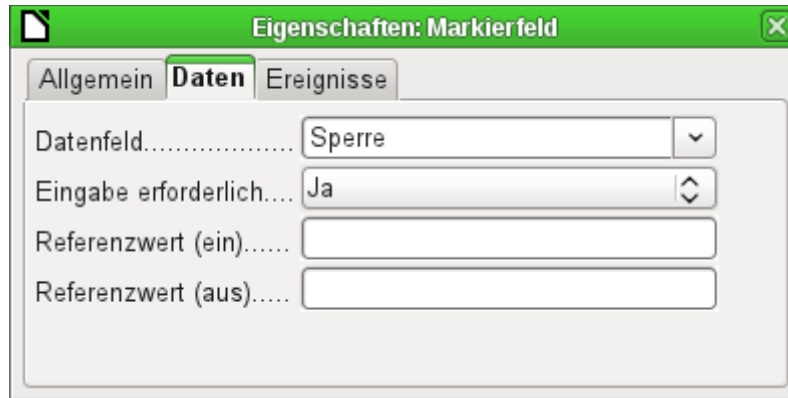 Eigenschaften: Markierfeld
Allgemein Daten Ereignisse
Datenfeld................... Sperre
Eingabe erforderlich.... Ja
Referenzwert (ein)......
Referenzwert (aus).....